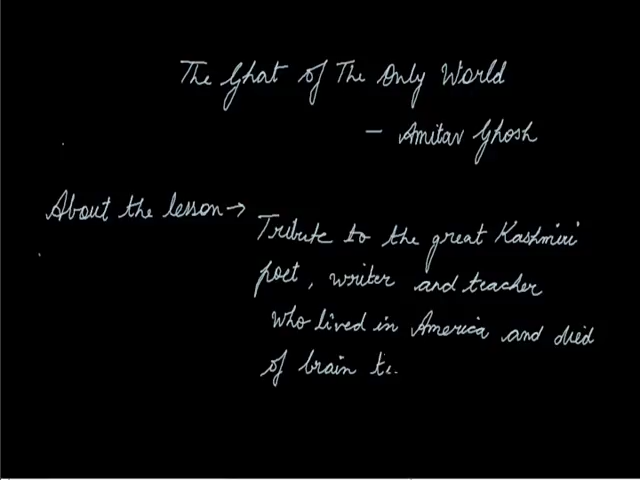 The Ghat of The Only World
- Amitav Ghosh
About the lesson →
Tribute to the great Kashmiri
poet, writer and teacher
who lived in America and died
of brain tu